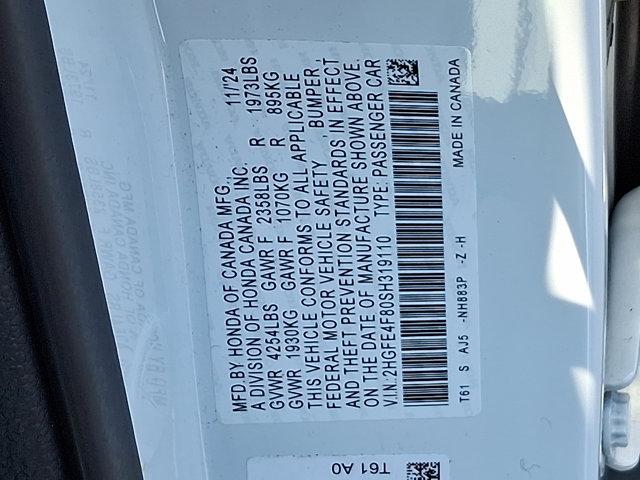 MFD.BY HONDA OF CANADA MFG. 11/24
A DIVISION OF HONDA CANADA INC.
GVWR 4254LBS GAWR F 2358LBS R 1973LBS
GVWR 1930KG GAWR F 1070KG R 895KG
THIS VEHICLE CONFORMS TO ALL APPLICABLE
FEDERAL MOTOR VEHICLE SAFETY , BUMPER ,
AND THEFT PREVENTION STANDARDS IN EFFECT
ON THE DATE OF MANUFACTURE SHOWN ABOVE.
V.I.N. 2HGFE4F80SH319110 TYPE: PASSENGER CAR
T61 S AJ5 -NH883P -Z -H MADE IN CANADA
T61 A0